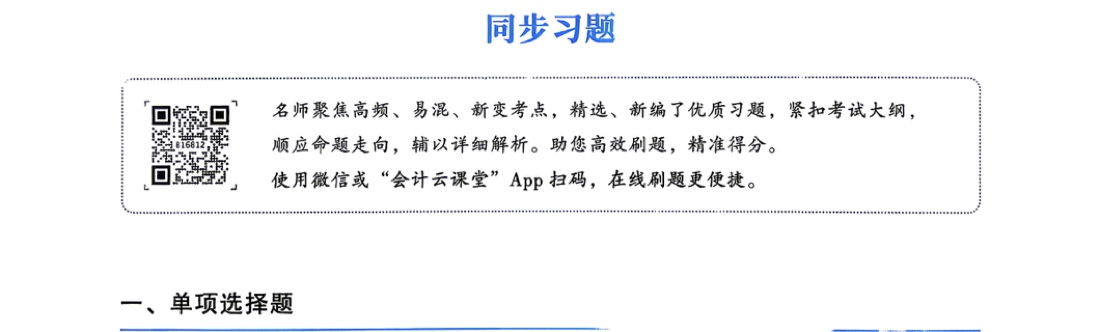 同步习题
名师聚焦高频、易混、新变考点，精选、新编了优质习题，紧扣考试大纲，
816812
顺应命题走向，辅以详细解析。助您高效刷题，精准得分。
使用微信或“会计云课堂”App 扫码，在线刷题更便捷。
一、单项选择题